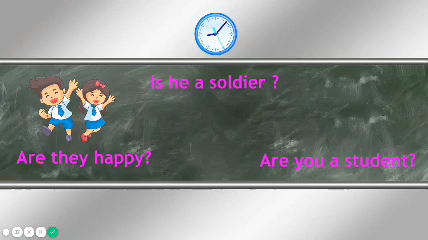 Is he a soldier ?
Are they happy?
Are you a student?